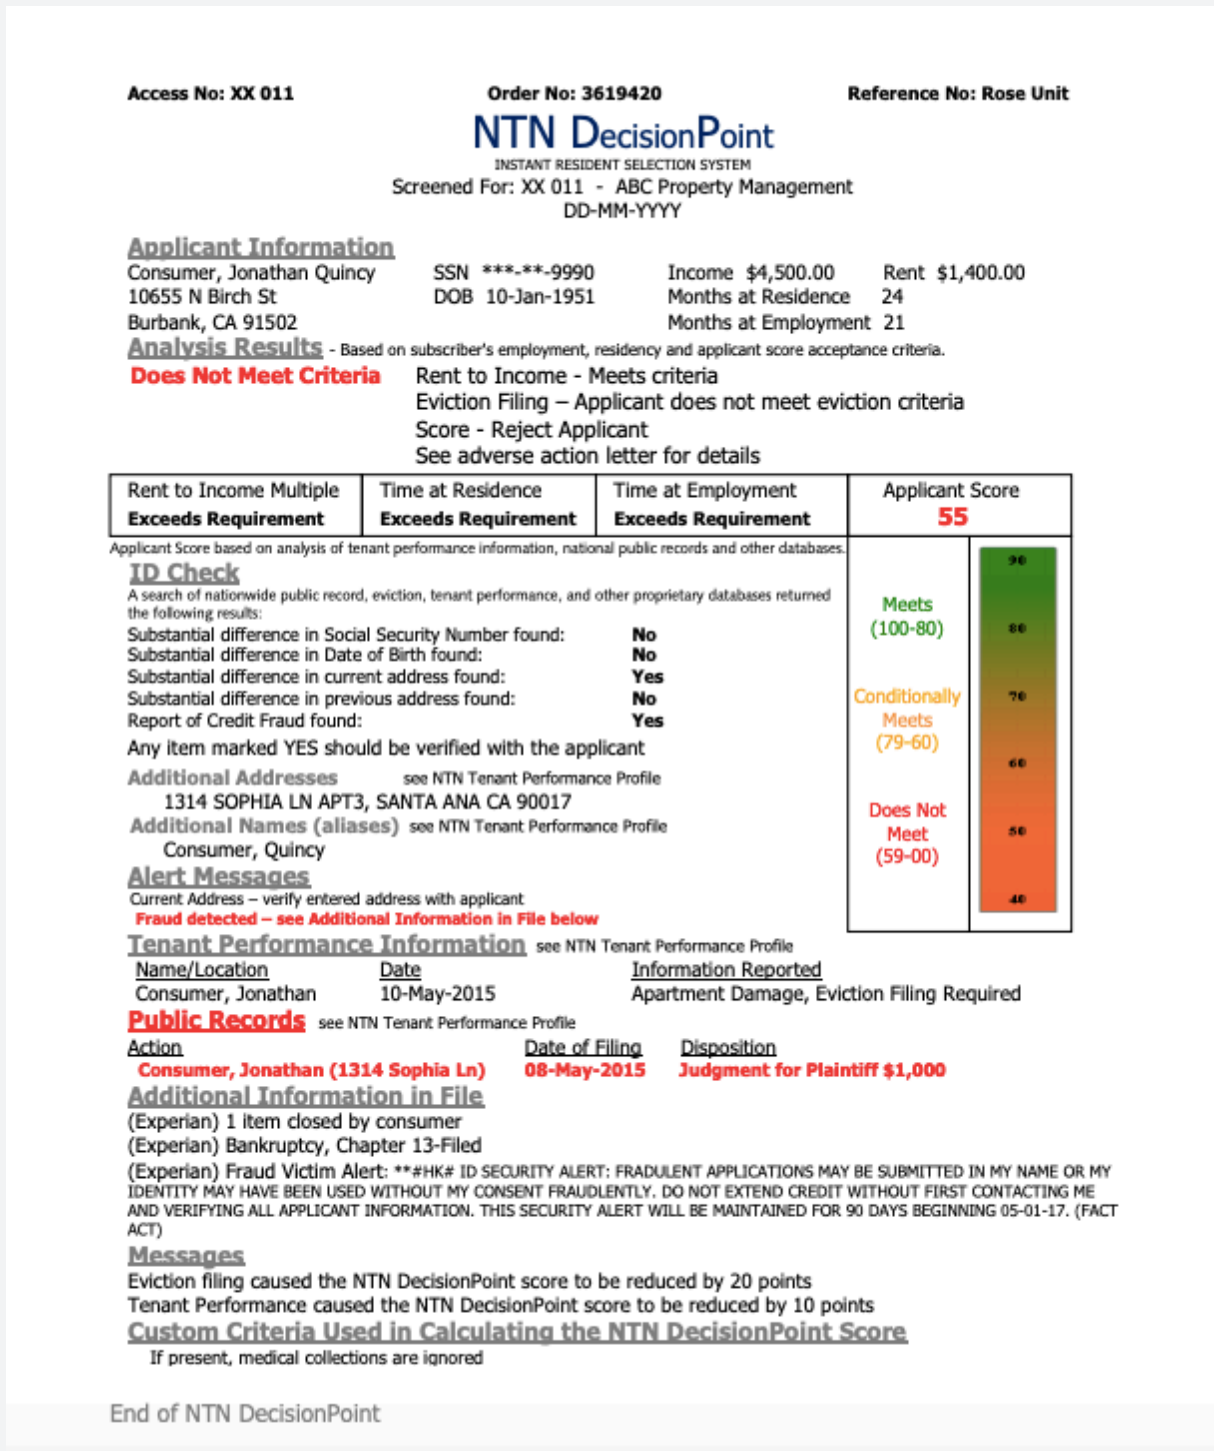 Access No: XX 011 Order No: 3619420 Reference No: Rose Unit
NTN DecisionPoint
INSTANT RESIDENT SELECTION SYSTEM
Screened For: XX 011 - ABC Property Management
DD-MM-YYYY
Applicant Information
Consumer, Jonathan Quincy SSN ***-**-9990 Income $4,500.00 Rent $1,400.00
10655 N Birch St DOB 10-Jan-1951 Months at Residence 24
Burbank, CA 91502 Months at Employment 21
Analysis Results - Based on subscriber's employment, residency and applicant score acceptance criteria.
Does Not Meet Criteria Rent to Income - Meets criteria
Eviction Filing – Applicant does not meet eviction criteria
Score - Reject Applicant
See adverse action letter for details
Rent to Income Multiple Time at Residence Time at Employment Applicant Score
Exceeds Requirement Exceeds Requirement Exceeds Requirement 55
Applicant Score based on analysis of tenant performance information, national public records and other databases.
ID Check
A search of nationwide public record, eviction, tenant performance, and other proprietary databases returned
the following results:
Substantial difference in Social Security Number found: No
Substantial difference in Date of Birth found: No
Substantial difference in current address found: Yes
Substantial difference in previous address found: No
Report of Credit Fraud found: Yes
Any item marked YES should be verified with the applicant
Additional Addresses see NTN Tenant Performance Profile
1314 SOPHIA LN APT3, SANTA ANA CA 90017
Additional Names (aliases) see NTN Tenant Performance Profile
Consumer, Quincy
Alert Messages
Current Address – verify entered address with applicant
Fraud detected – see Additional Information in File below
Meets
(100-80)
Conditionally
Meets
(79-60)
Does Not
Meet
(59-00)
90
80
70
60
50
40
Tenant Performance Information see NTN Tenant Performance Profile
Name/Location Date Information Reported
Consumer, Jonathan 10-May-2015 Apartment Damage, Eviction Filing Required
Public Records see NTN Tenant Performance Profile
Action Date of Filing Disposition
Consumer, Jonathan (1314 Sophia Ln) 08-May-2015 Judgment for Plaintiff $1,000
Additional Information in File
(Experian) 1 item closed by consumer
(Experian) Bankruptcy, Chapter 13-Filed
(Experian) Fraud Victim Alert: **#HK# ID SECURITY ALERT: FRADULENT APPLICATIONS MAY BE SUBMITTED IN MY NAME OR MY
IDENTITY MAY HAVE BEEN USED WITHOUT MY CONSENT FRAUDLENTLY. DO NOT EXTEND CREDIT WITHOUT FIRST CONTACTING ME
AND VERIFYING ALL APPLICANT INFORMATION. THIS SECURITY ALERT WILL BE MAINTAINED FOR 90 DAYS BEGINNING 05-01-17. (FACT
ACT)
Messages
Eviction filing caused the NTN DecisionPoint score to be reduced by 20 points
Tenant Performance caused the NTN DecisionPoint score to be reduced by 10 points
Custom Criteria Used in Calculating the NTN DecisionPoint Score
If present, medical collections are ignored
End of NTN DecisionPoint